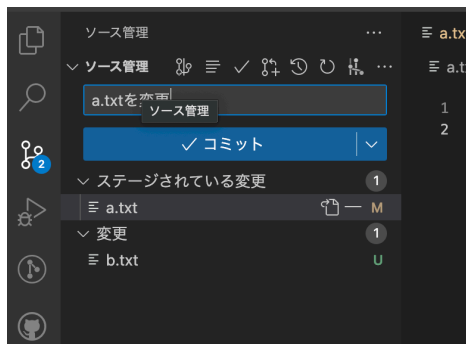 ソース管理
a.tx
ソース管理
a.t
a.txtを変更
ソース管理
1
2
コミット
2
ステージされている変更 1
a.txt M
変更 1
b.txt U